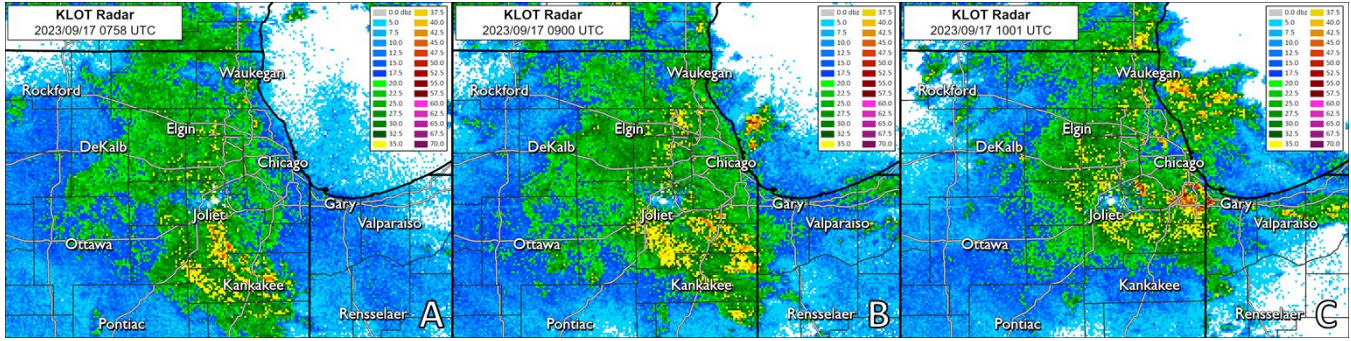 KLOT Radar
2023/09/17 0758 UTC
0.0 dbz 37.5
5.0 40.0
7.5 42.5
10.0 45.0
12.5 47.5
15.0 50.0
17.5 52.5
20.0 55.0
22.5 57.5
25.0 60.0
27.5 62.5
30.0 65.0
32.5 67.5
35.0 70.0
Waukegan
Rockford
Elgin
DeKalb
Chicago
Joliet
Gary
Valparaiso
Ottawa
Kankakee
Rensselaer
Pontiac
A
KLOT Radar
2023/09/17 0900 UTC
0.0 dbz 37.5
5.0 40.0
7.5 42.5
10.0 45.0
12.5 47.5
15.0 50.0
17.5 52.5
20.0 55.0
22.5 57.5
25.0 60.0
27.5 62.5
30.0 65.0
32.5 67.5
35.0 70.0
Waukegan
Rockford
Elgin
DeKalb
Chicago
Joliet
Gary
Valparaiso
Ottawa
Kankakee
Rensselaer
Pontiac
B
KLOT Radar
2023/09/17 1001 UTC
0.0 dbz 37.5
5.0 40.0
7.5 42.5
10.0 45.0
12.5 47.5
15.0 50.0
17.5 52.5
20.0 55.0
22.5 57.5
25.0 60.0
27.5 62.5
30.0 65.0
32.5 67.5
35.0 70.0
Waukegan
Rockford
Elgin
DeKalb
Chicago
Joliet
Gary
Valparaiso
Ottawa
Kankakee
Rensselaer
Pontiac
C